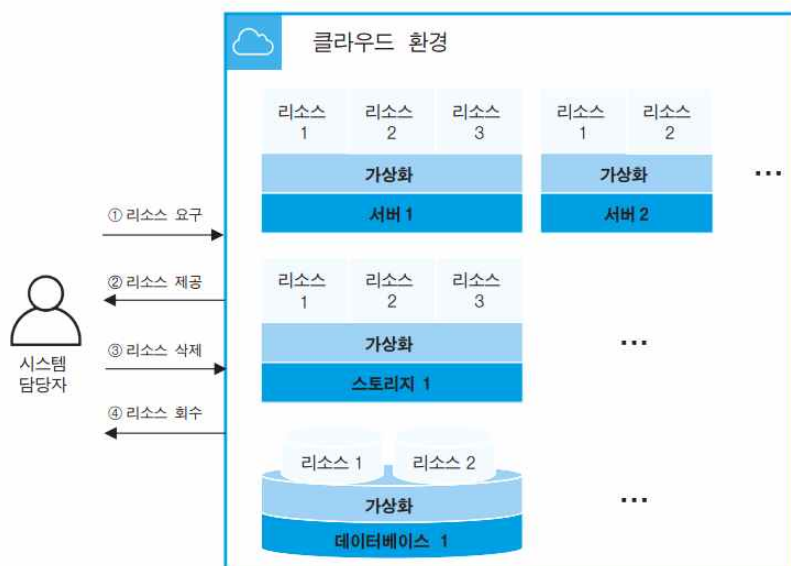 클라우드 환경
리소스 1
리소스 2
리소스 3
리소스 1
리소스 2
가상화
가상화
...
서버 1
서버 2
① 리소스 요구
② 리소스 제공
③ 리소스 삭제
④ 리소스 회수
시스템
담당자
리소스 1
리소스 2
리소스 3
가상화
...
스토리지 1
리소스 1
리소스 2
가상화
...
데이터베이스 1